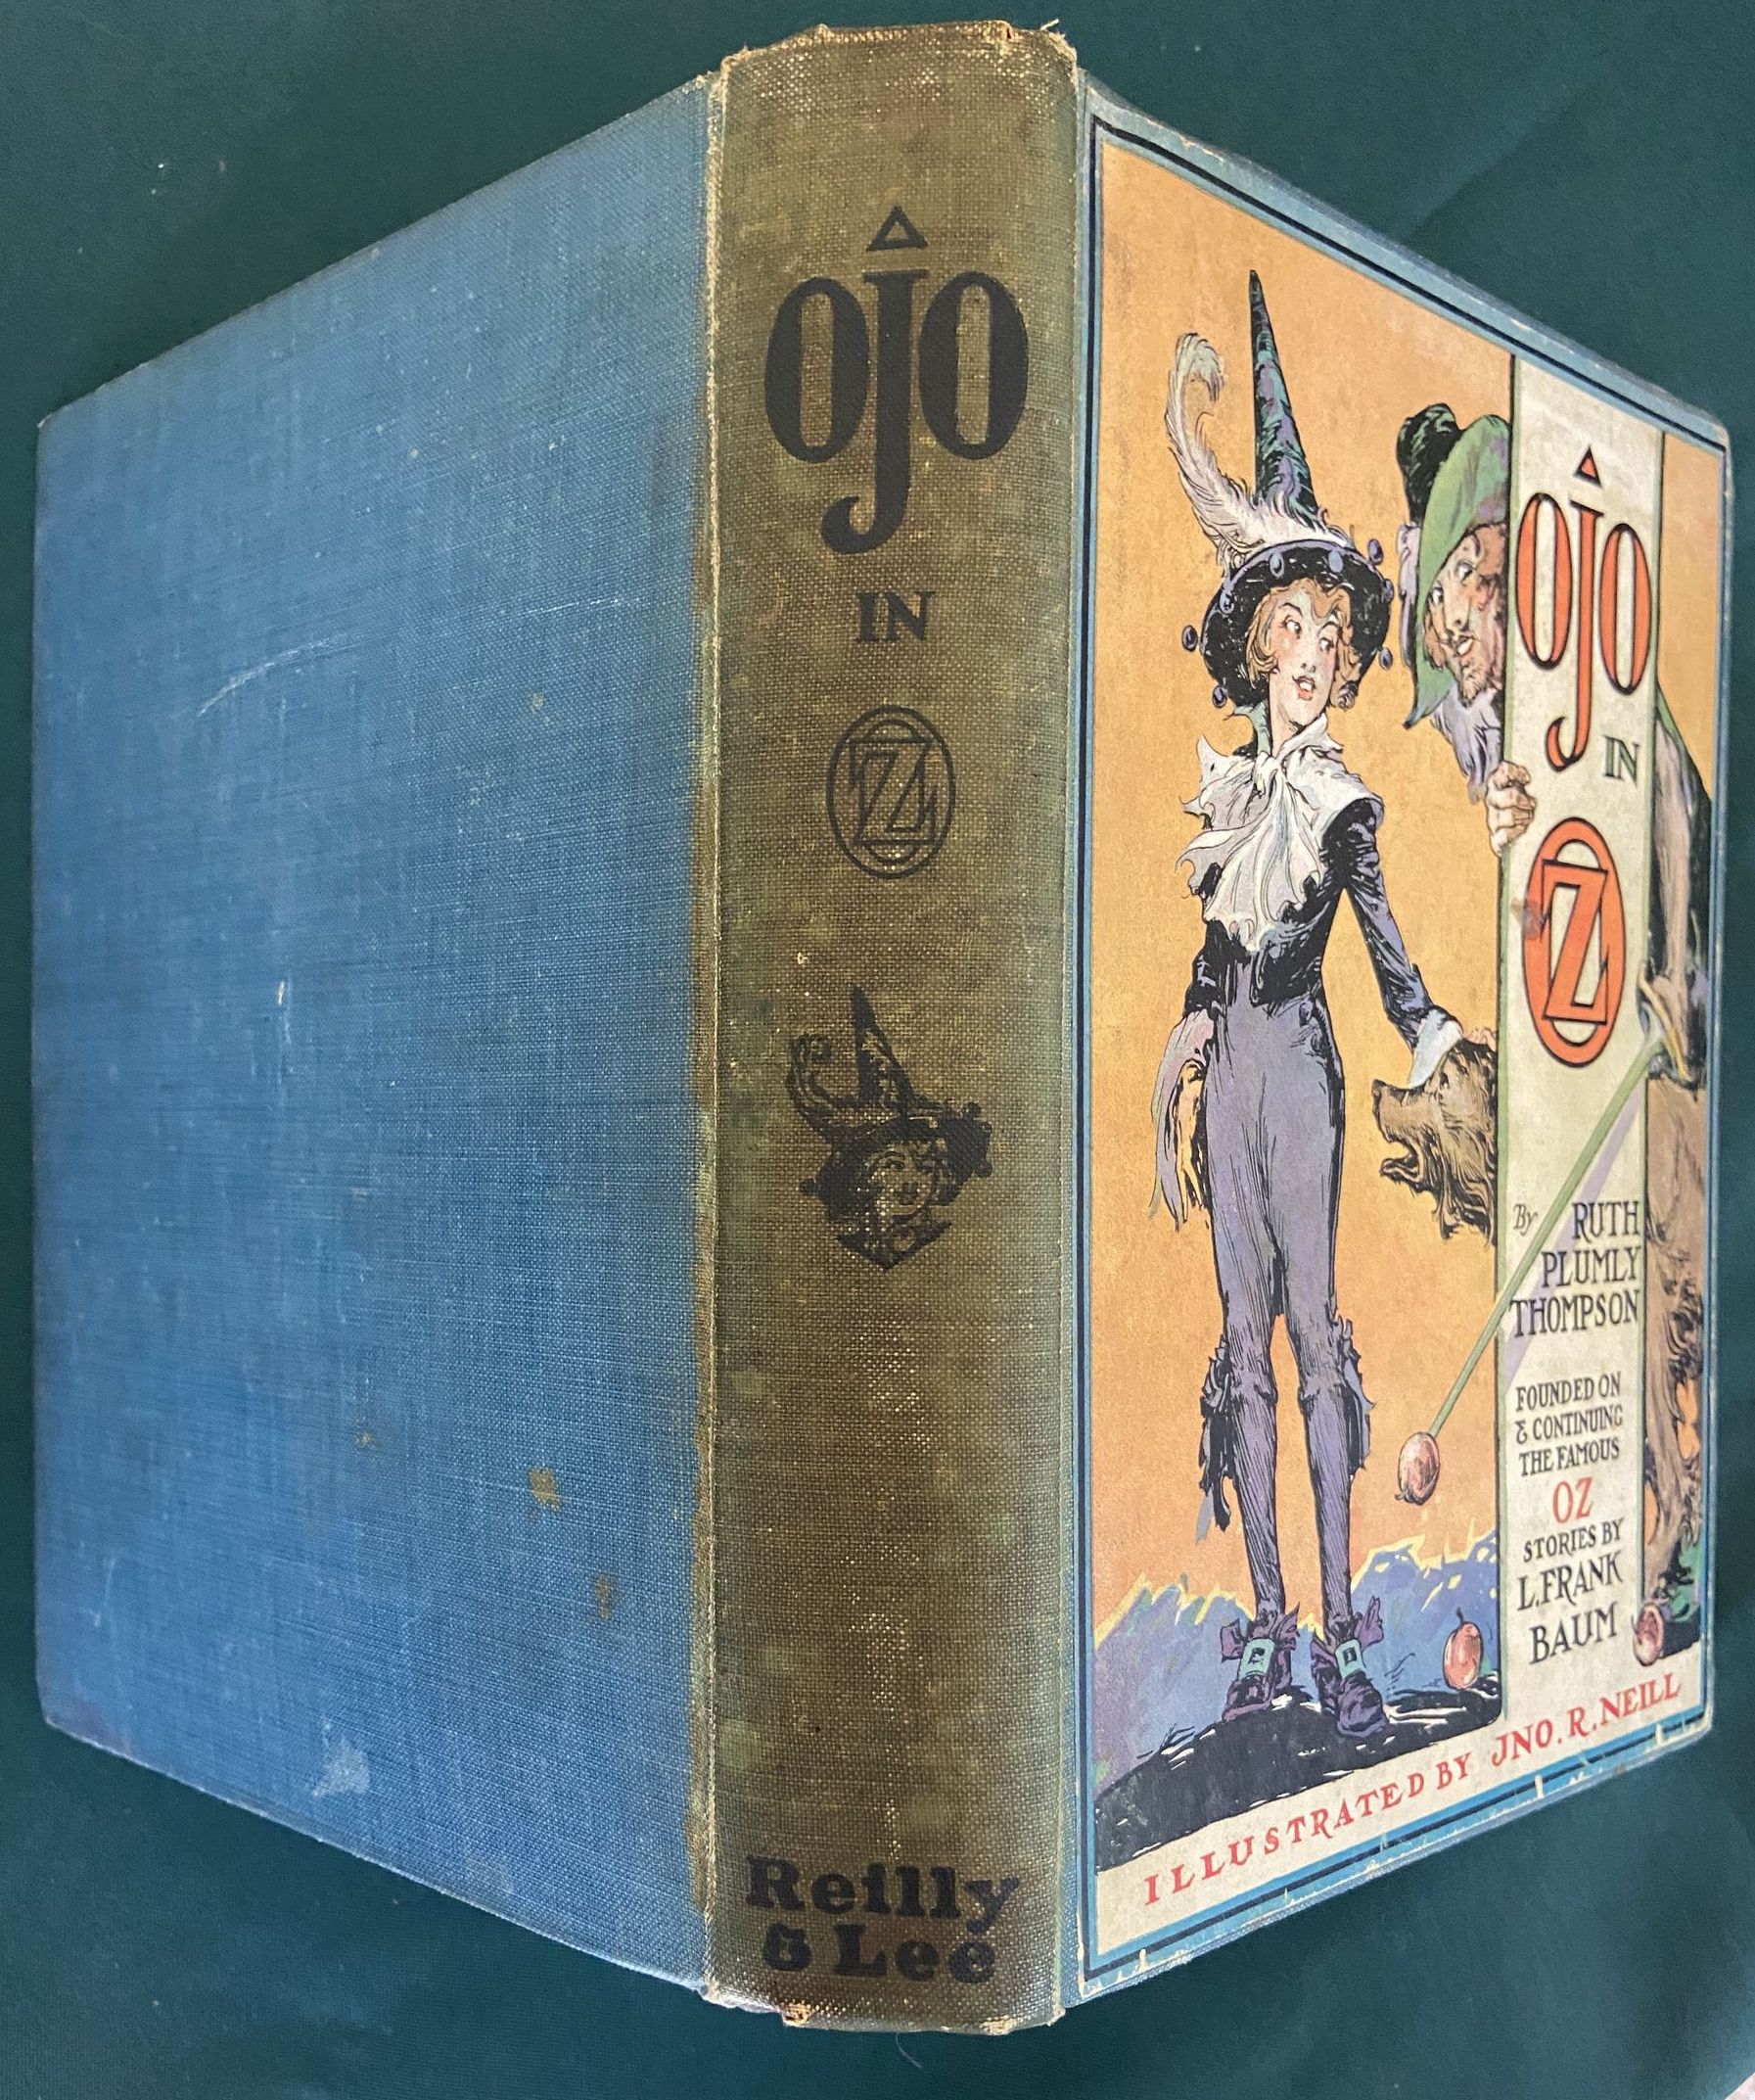 OJO
IN
OZ
Reilly
& Lee
OJO
IN
OZ
By RUTH
PLUMLY
THOMPSON
FOUNDED ON
& CONTINUING
THE FAMOUS
OZ
STORIES BY
L. FRANK
BAUM
ILLUSTRATED BY JNO. R. NEILL